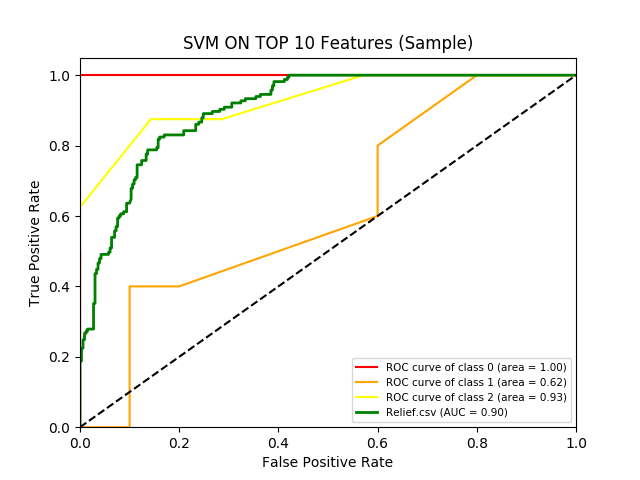 SVM ON TOP 10 Features (Sample)
True Positive Rate
1.0
0.8
0.6
0.4
0.2
0.0
0.0 0.2 0.4 0.6 0.8 1.0
False Positive Rate
ROC curve of class 0 (area = 1.00)
ROC curve of class 1 (area = 0.62)
ROC curve of class 2 (area = 0.93)
Relief.csv (AUC = 0.90)